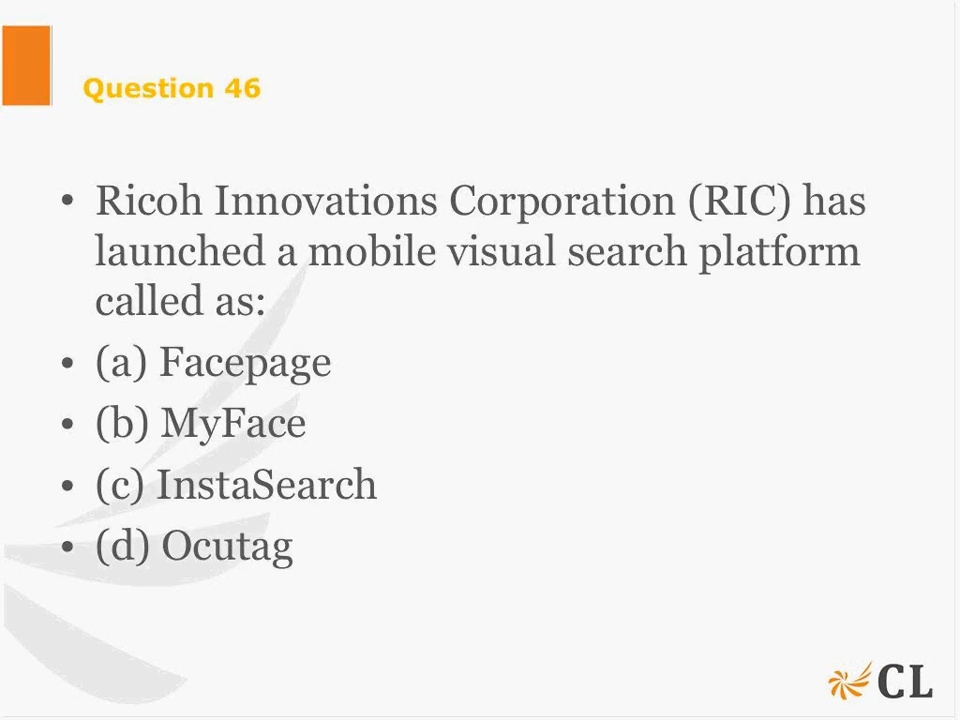 Question 46
• Ricoh Innovations Corporation (RIC) has
launched a mobile visual search platform
called as:
• (a) Facepage
• (b) MyFace
• (c) InstaSearch
• (d) Ocutag
CL